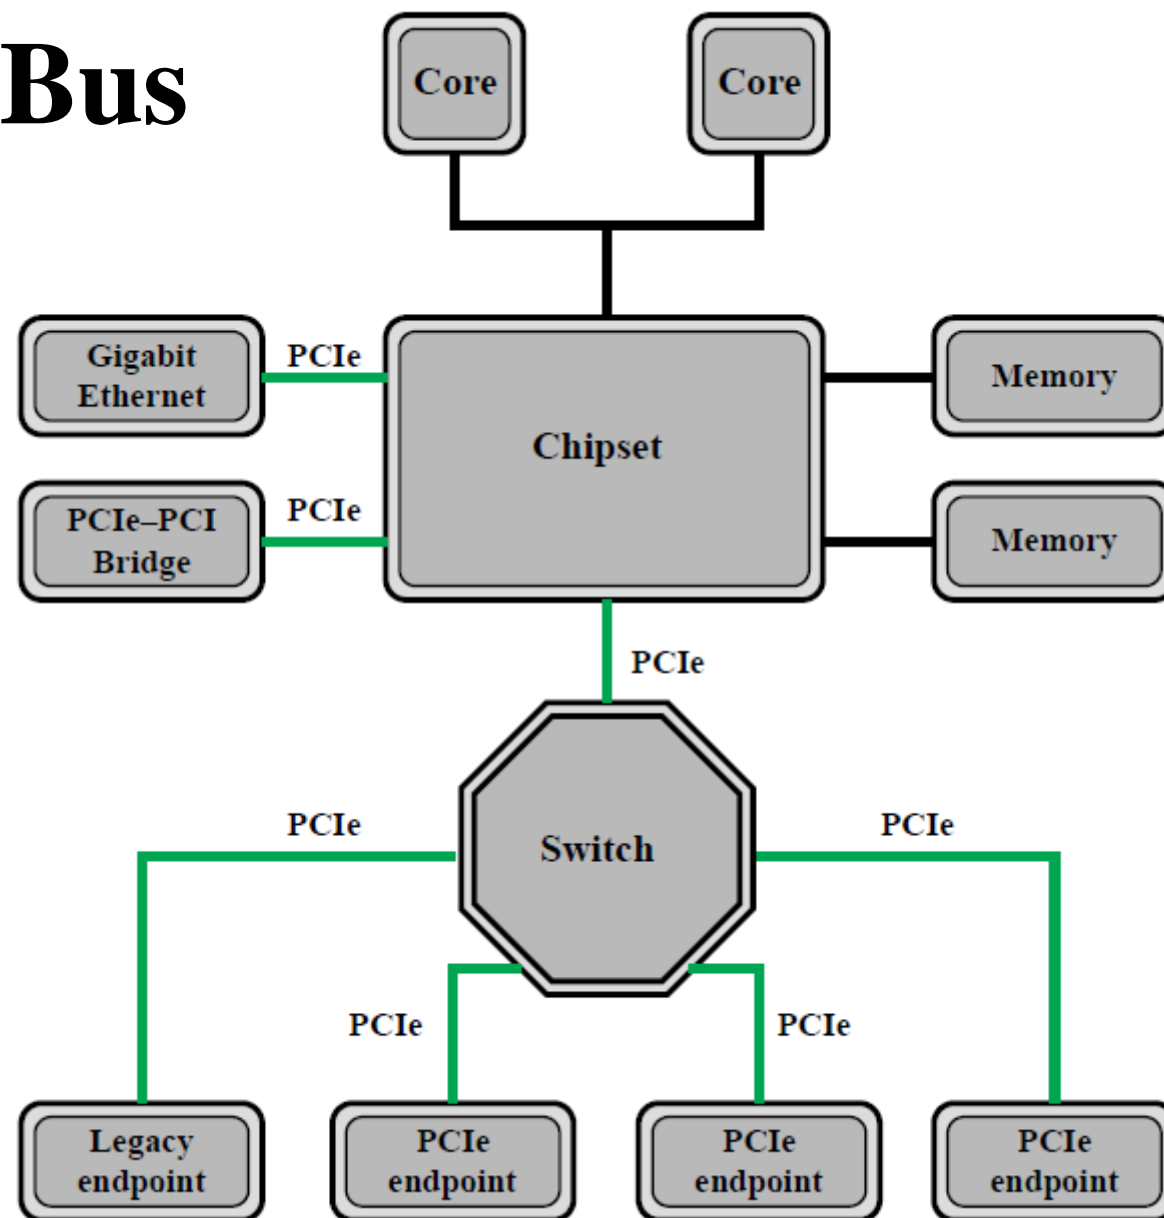 Bus
Core
Core
Gigabit
Ethernet
PCIe
Chipset
Memory
PCIe–PCI
Bridge
PCIe
Memory
PCIe
PCIe
Switch
PCIe
PCIe
PCIe
Legacy
endpoint
PCIe
endpoint
PCIe
endpoint
PCIe
endpoint